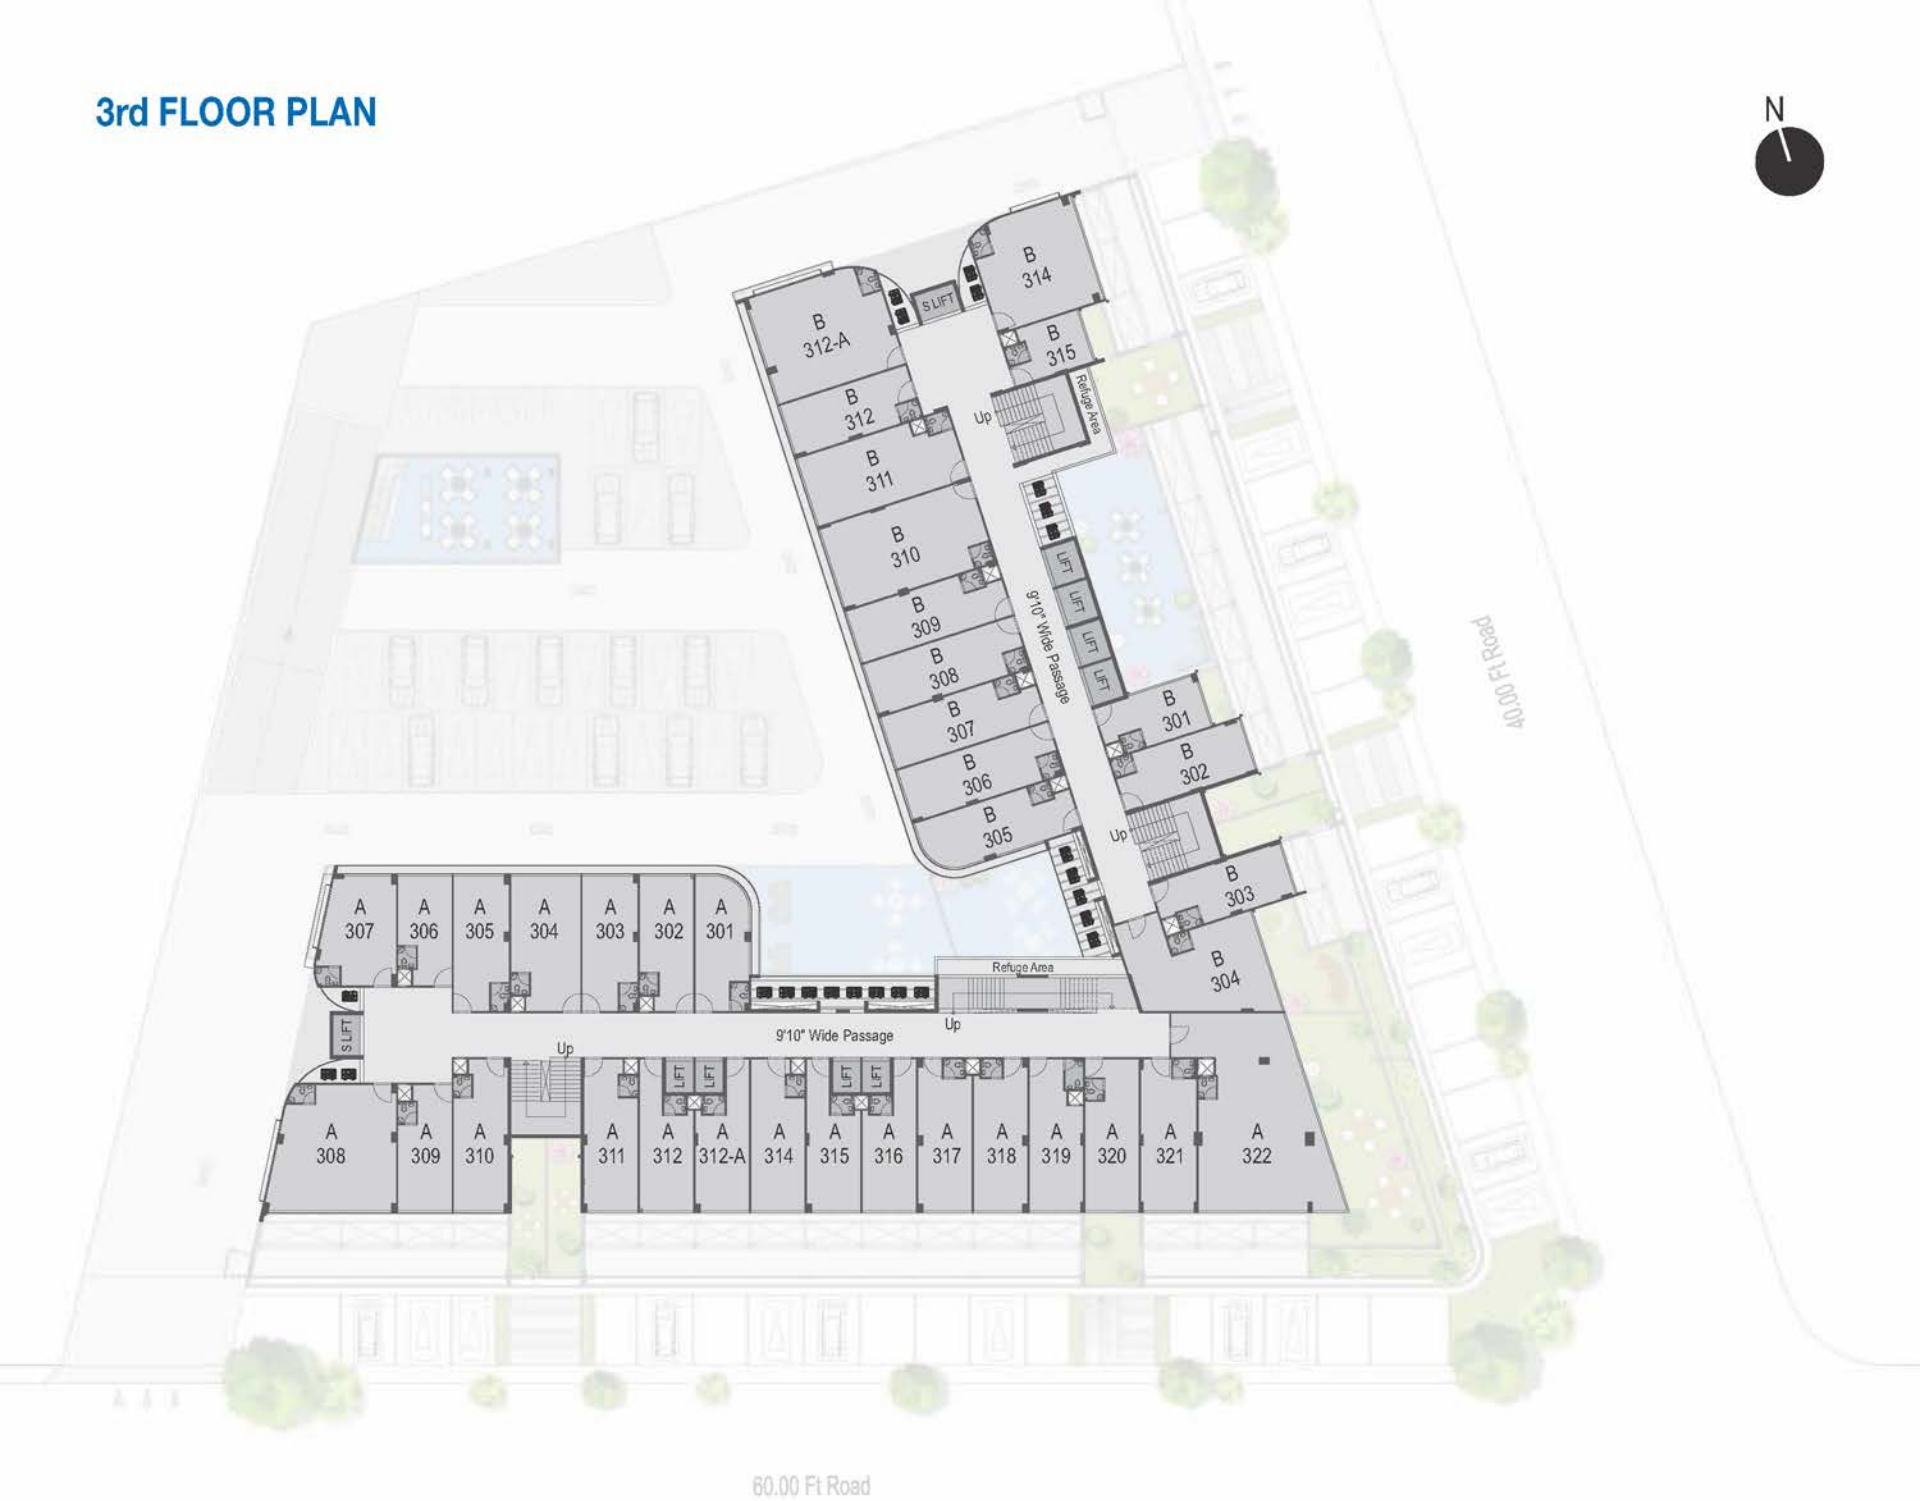 3rd FLOOR PLAN
N
B
314
S LIFT
B
312-A
B
315
Refuge Area
B
312
Up
B
311
B
310
LIFT
LIFT
LIFT
LIFT
9'10" Wide Passage
B
309
B
308
B
307
B
306
B
305
B
301
B
302
Up
B
303
B
304
40.00 Ft Road
A
307
A
306
A
305
A
304
A
303
A
302
A
301
Refuge Area
S LIFT
Up
9'10" Wide Passage
Up
LIFT
LIFT
LIFT
LIFT
A
308
A
309
A
310
A
311
A
312
A
312-A
A
314
A
315
A
316
A
317
A
318
A
319
A
320
A
321
A
322
60.00 Ft Road